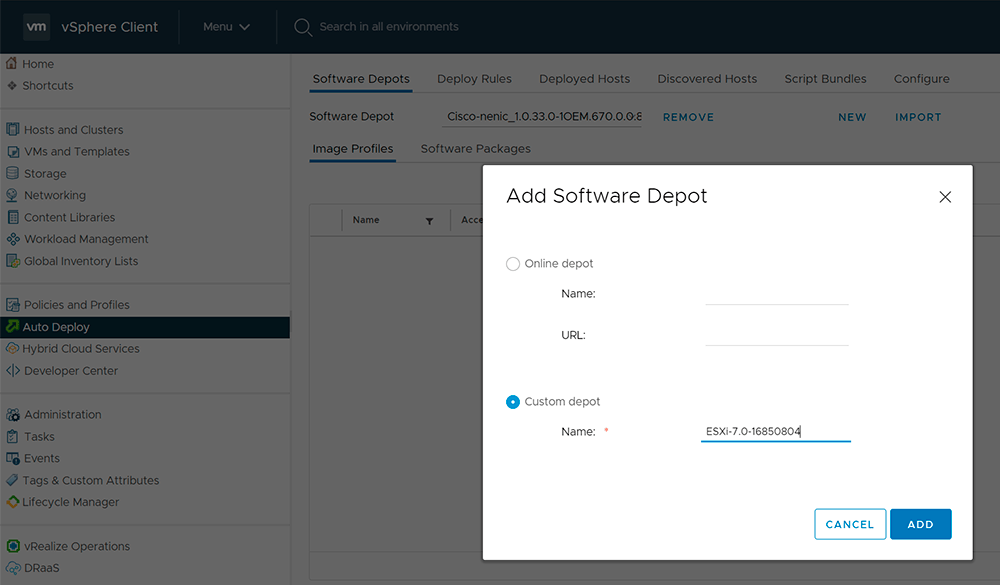 vm vSphere Client Menu Search in all environments
Home
Shortcuts
Hosts and Clusters
VMs and Templates
Storage
Networking
Content Libraries
Workload Management
Global Inventory Lists
Policies and Profiles
Auto Deploy
Hybrid Cloud Services
Developer Center
Administration
Tasks
Events
Tags & Custom Attributes
Lifecycle Manager
vRealize Operations
DRaaS
Software Depots Deploy Rules Deployed Hosts Discovered Hosts Script Bundles Configure
Software Depot Cisco-nenic_1.0.33.0-1OEM.670.0.0.8 REMOVE NEW IMPORT
Image Profiles Software Packages
Name Acce
Add Software Depot
Online depot
Name:
URL:
Custom depot
Name: * ESXi-7.0-16850804
CANCEL ADD